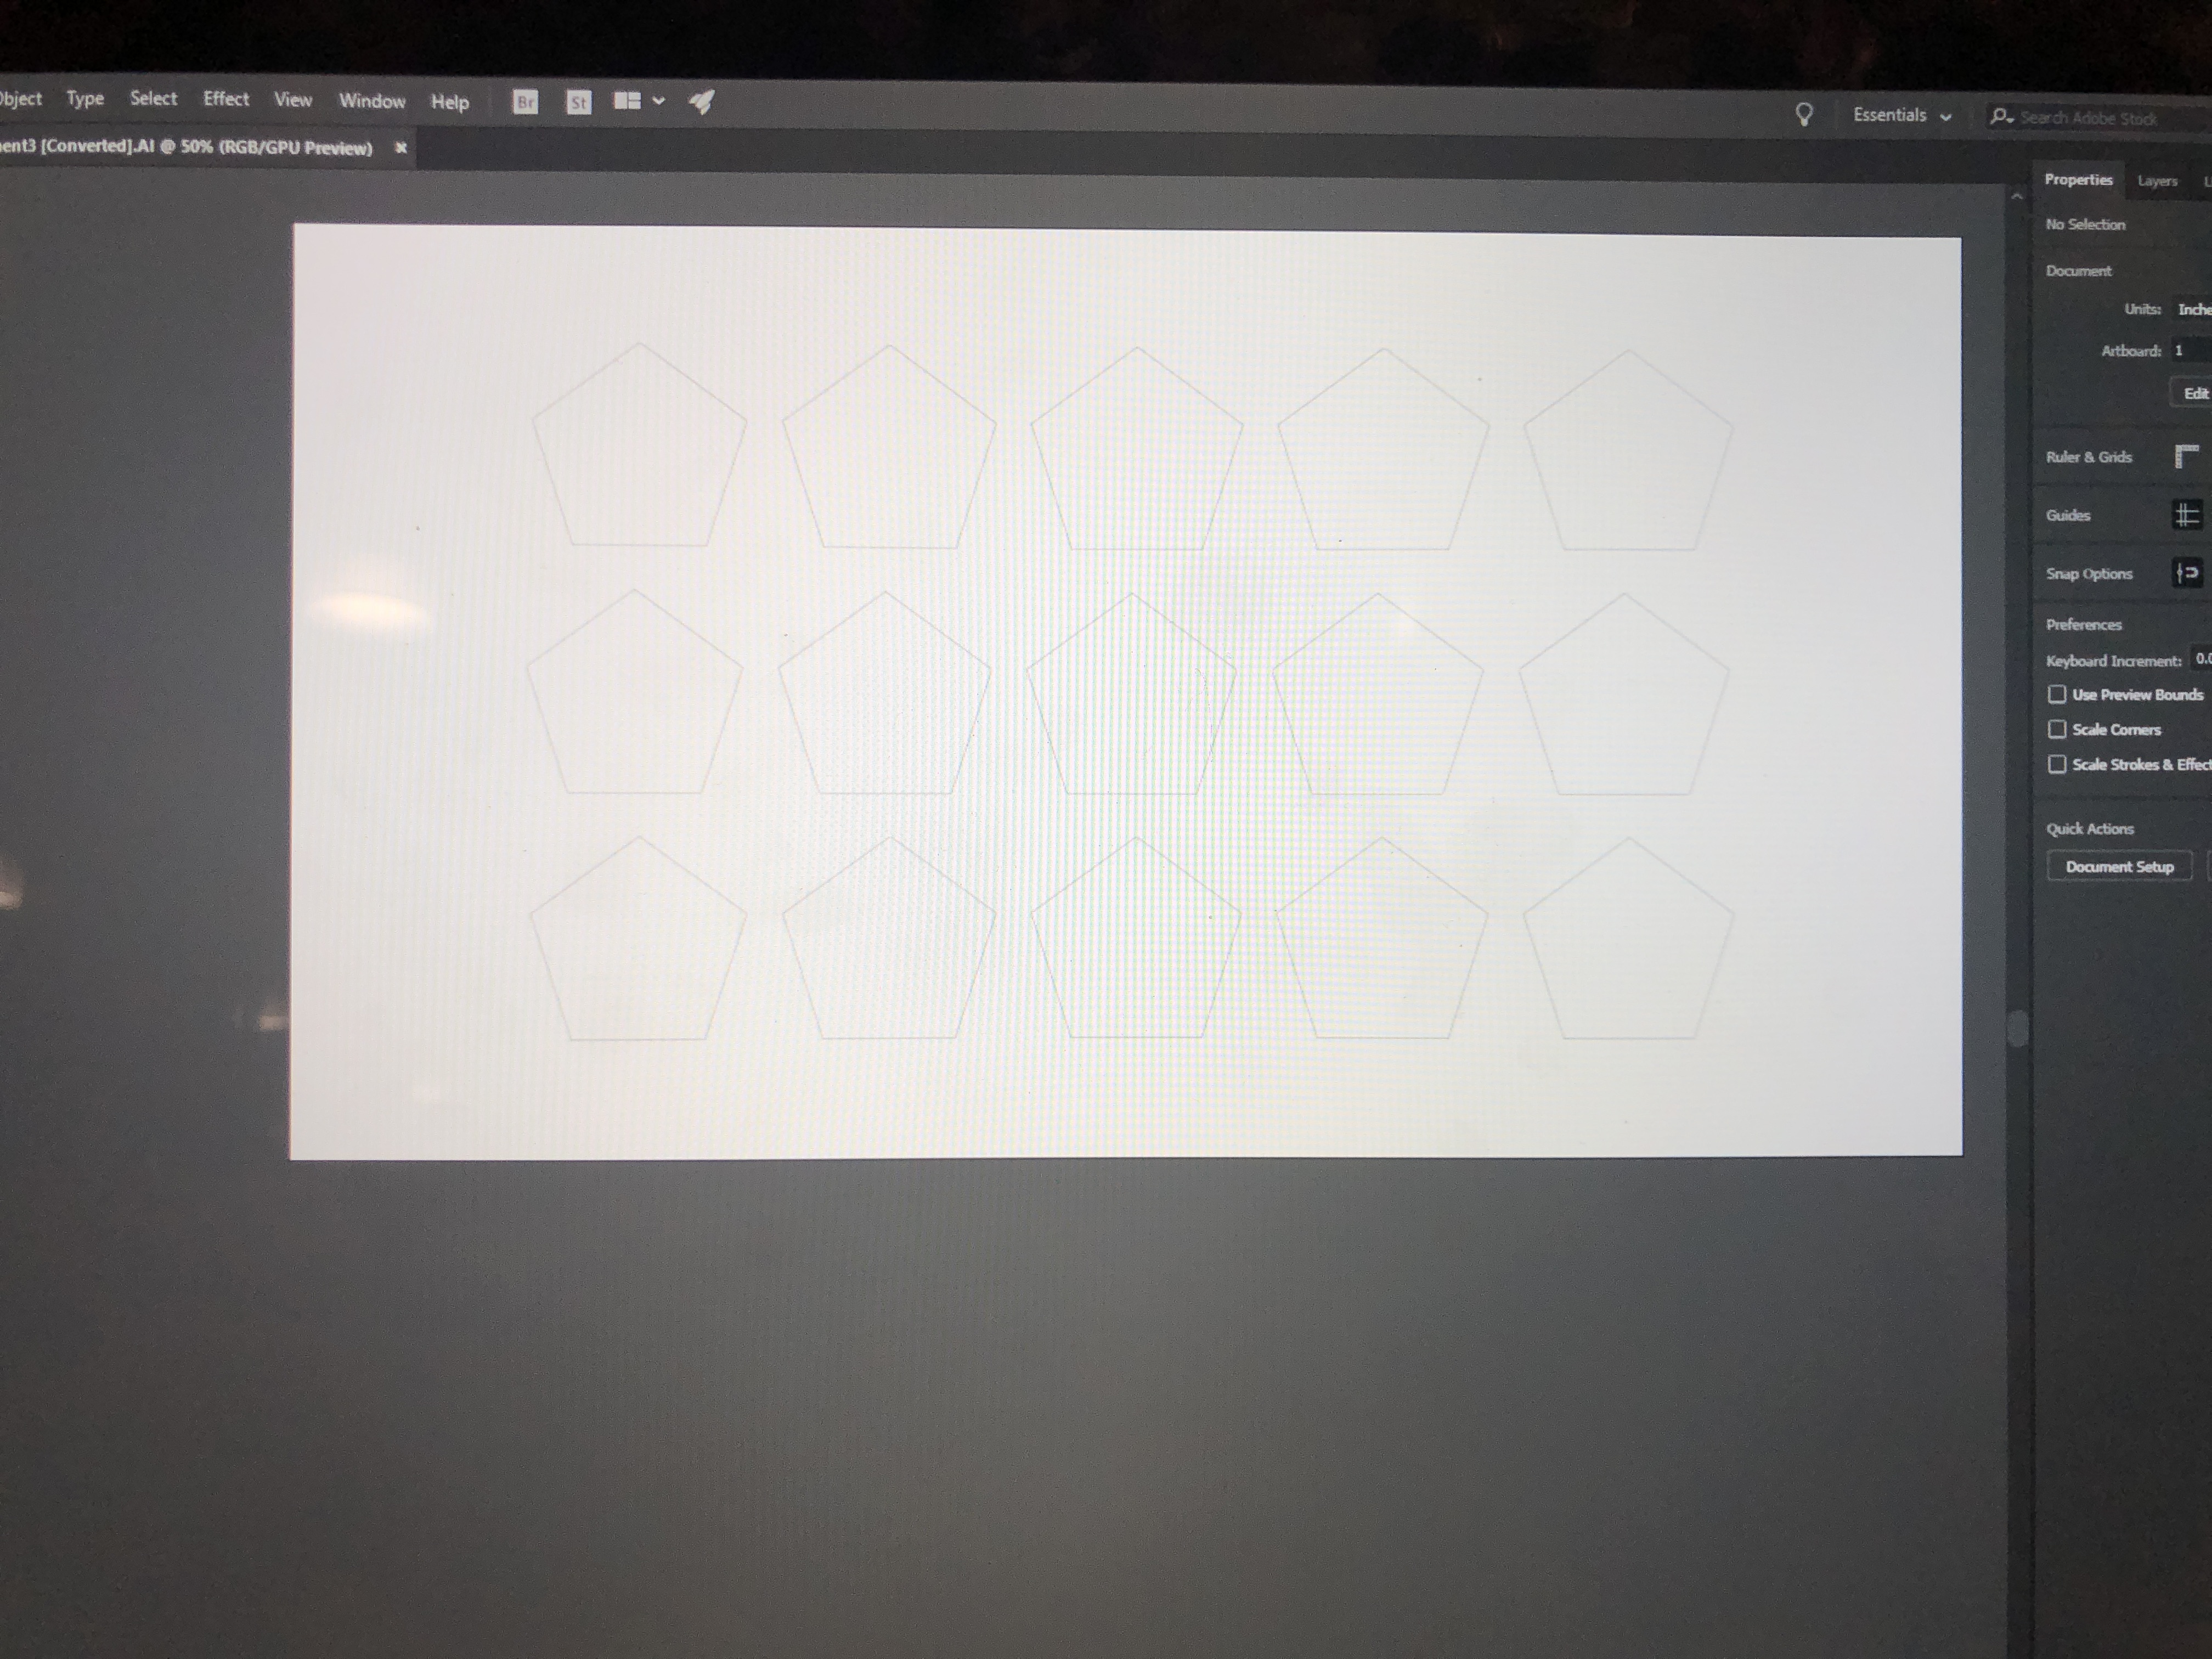 Object Type Select Effect View Window Help Br St Essentials Search Adobe Stock
ent3 [Converted].AI @ 50% (RGB/GPU Preview) ×
Properties Layers
No Selection
Document
Units: Inche
Artboard: 1
Edit
Ruler & Grids
Guides
Snap Options
Preferences
Keyboard Increment: 0.0
Use Preview Bounds
Scale Corners
Scale Strokes & Effect
Quick Actions
Document Setup